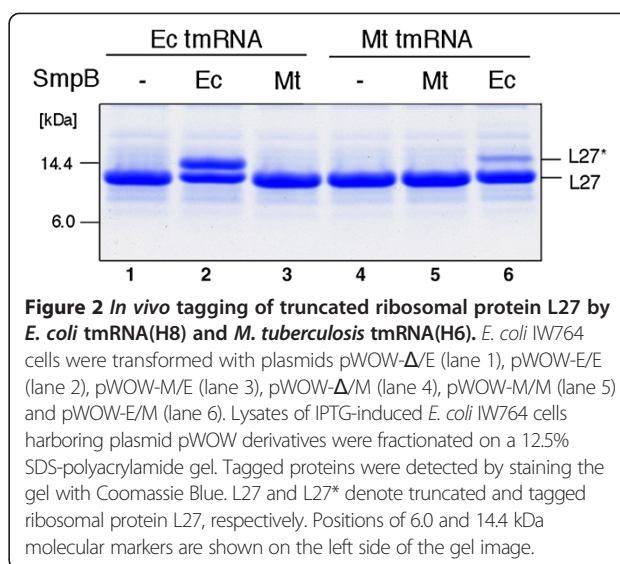 Ec tmRNA Mt tmRNA
SmpB - Ec Mt - Mt Ec
[kDa]
14.4 L27*
L27
6.0
1 2 3 4 5 6
Figure 2 In vivo tagging of truncated ribosomal protein L27 by
E. coli tmRNA(H8) and M. tuberculosis tmRNA(H6). E. coli IW764
cells were transformed with plasmids pWOW-Δ/E (lane 1), pWOW-E/E
(lane 2), pWOW-M/E (lane 3), pWOW-Δ/M (lane 4), pWOW-M/M (lane 5)
and pWOW-E/M (lane 6). Lysates of IPTG-induced E. coli IW764 cells
harboring plasmid pWOW derivatives were fractionated on a 12.5%
SDS-polyacrylamide gel. Tagged proteins were detected by staining the
gel with Coomassie Blue. L27 and L27* denote truncated and tagged
ribosomal protein L27, respectively. Positions of 6.0 and 14.4 kDa
molecular markers are shown on the left side of the gel image.